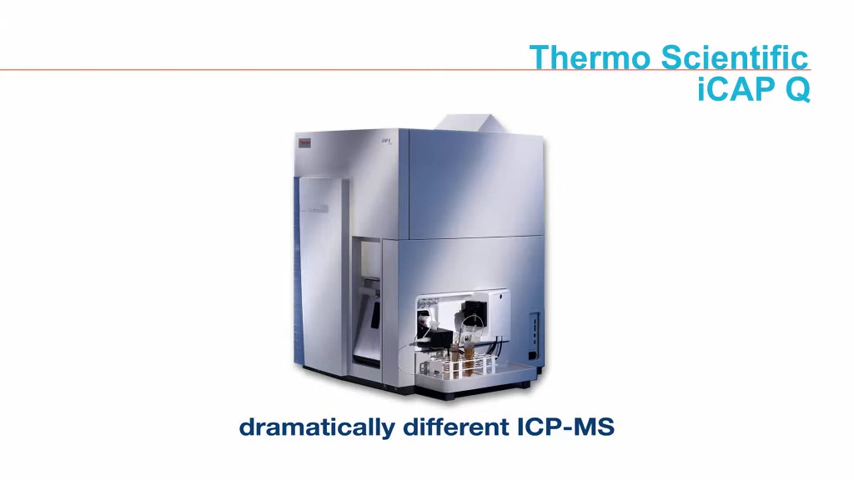 Thermo Scientific
iCAP Q
dramatically different ICP-MS